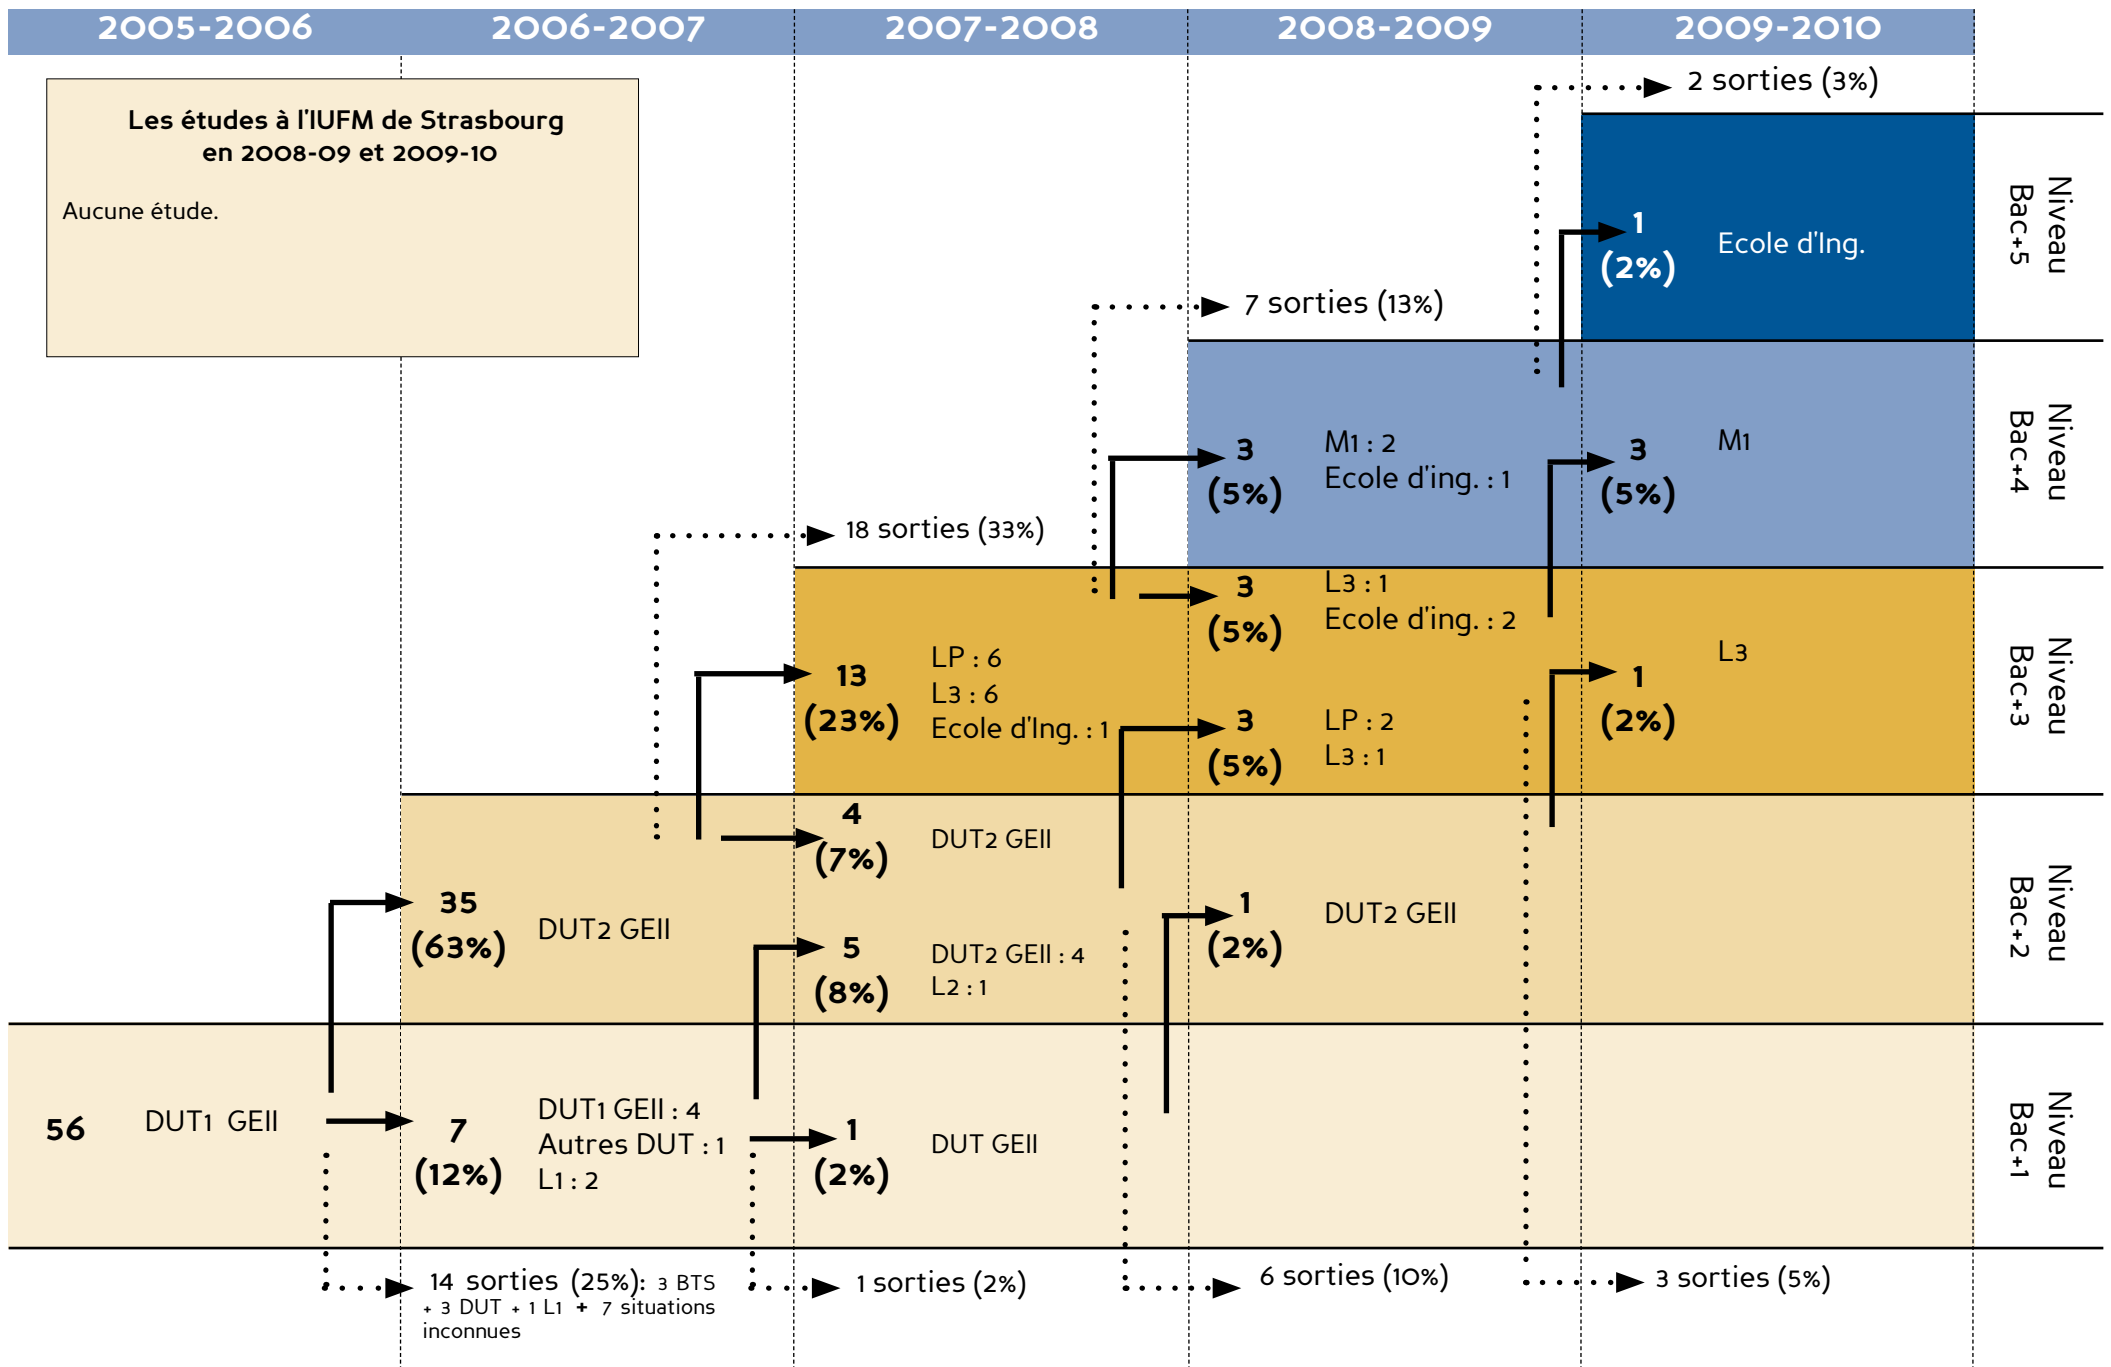 2005-2006
2006-2007
2007-2008
2008-2009
2009-2010
Les études à l'IUFM de Strasbourg
en 2008-09 et 2009-10
Aucune étude.
2 sorties (3%)
1
(2%)
Ecole d'Ing.
Niveau
Bac+5
7 sorties (13%)
3
(5%)
M1 : 2
Ecole d'ing. : 1
3
(5%)
M1
Niveau
Bac+4
18 sorties (33%)
13
(23%)
LP : 6
L3 : 6
Ecole d'Ing. : 1
3
(5%)
L3 : 1
Ecole d'ing. : 2
3
(5%)
LP : 2
L3 : 1
1
(2%)
L3
Niveau
Bac+3
35
(63%)
DUT2 GEII
4
(7%)
DUT2 GEII
5
(8%)
DUT2 GEII : 4
L2 : 1
1
(2%)
DUT2 GEII
Niveau
Bac+2
56
DUT1 GEII
7
(12%)
DUT1 GEII : 4
Autres DUT : 1
L1 : 2
1
(2%)
DUT GEII
Niveau
Bac+1
14 sorties (25%): 3 BTS
+ 3 DUT + 1 L1 + 7 situations
inconnues
1 sorties (2%)
6 sorties (10%)
3 sorties (5%)